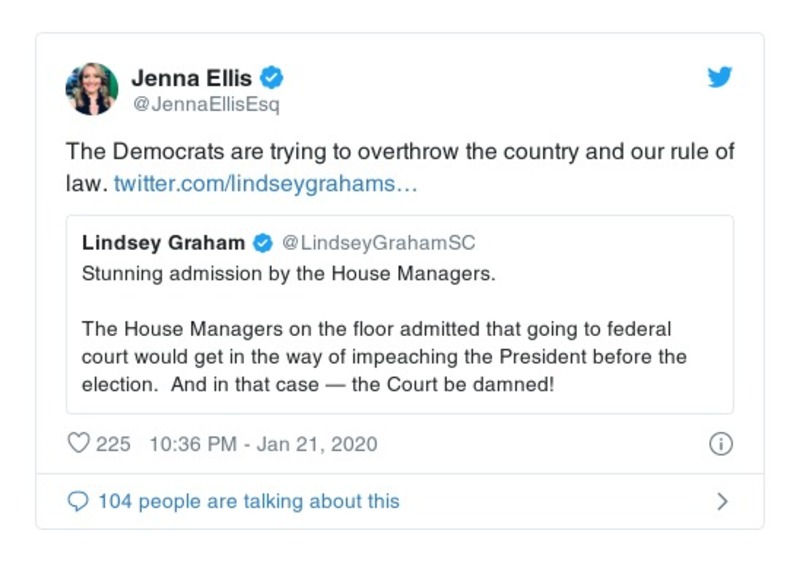 Jenna Ellis
@JennaEllisEsq
The Democrats are trying to overthrow the country and our rule of
law. twitter.com/lindseygrahams…
Lindsey Graham @LindseyGrahamSC
Stunning admission by the House Managers.
The House Managers on the floor admitted that going to federal
court would get in the way of impeaching the President before the
election.  And in that case — the Court be damned!
225 10:36 PM - Jan 21, 2020
104 people are talking about this